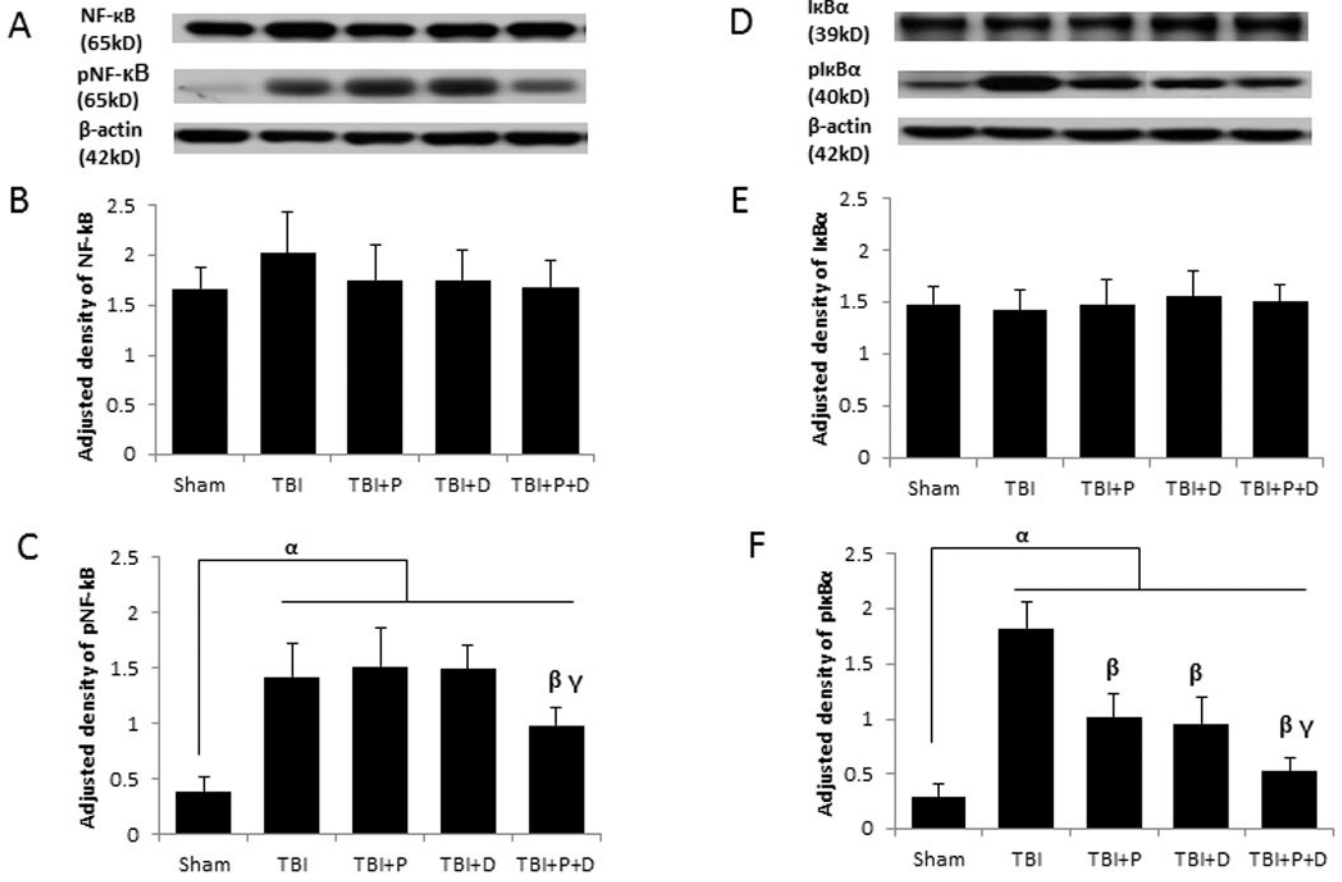 A
NF-κB
(65kD)
pNF-κB
(65kD)
β-actin
(42kD)
B
Adjusted density of NF-kB
2.5
2
1.5
1
0.5
0
Sham TBI TBI+P TBI+D TBI+P+D
C
Adjusted density of pNF-kB
2.5
2
1.5
1
0.5
0
α
β γ
Sham TBI TBI+P TBI+D TBI+P+D
D
IκBα
(39kD)
pIκBα
(40kD)
β-actin
(42kD)
E
Adjusted density of IκBα
2.5
2
1.5
1
0.5
0
Sham TBI TBI+P TBI+D TBI+P+D
F
Adjusted density of pIκBα
2.5
2
1.5
1
0.5
0
α
β
β
β γ
Sham TBI TBI+P TBI+D TBI+P+D